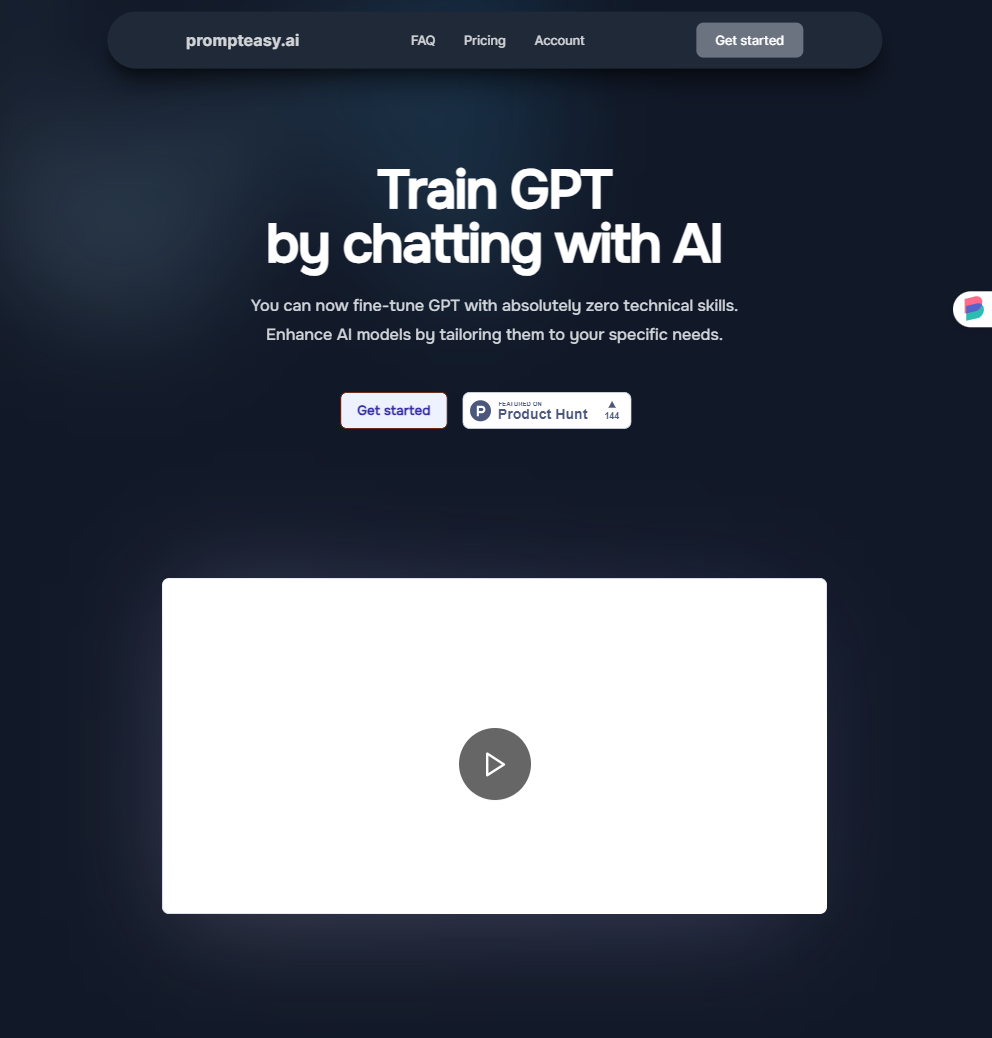 prompteasy.ai
FAQ
Pricing
Account
Get started
Train GPT
by chatting with AI
You can now fine-tune GPT with absolutely zero technical skills.
Enhance AI models by tailoring them to your specific needs.
Get started
P
FEATURED ON
Product Hunt
144